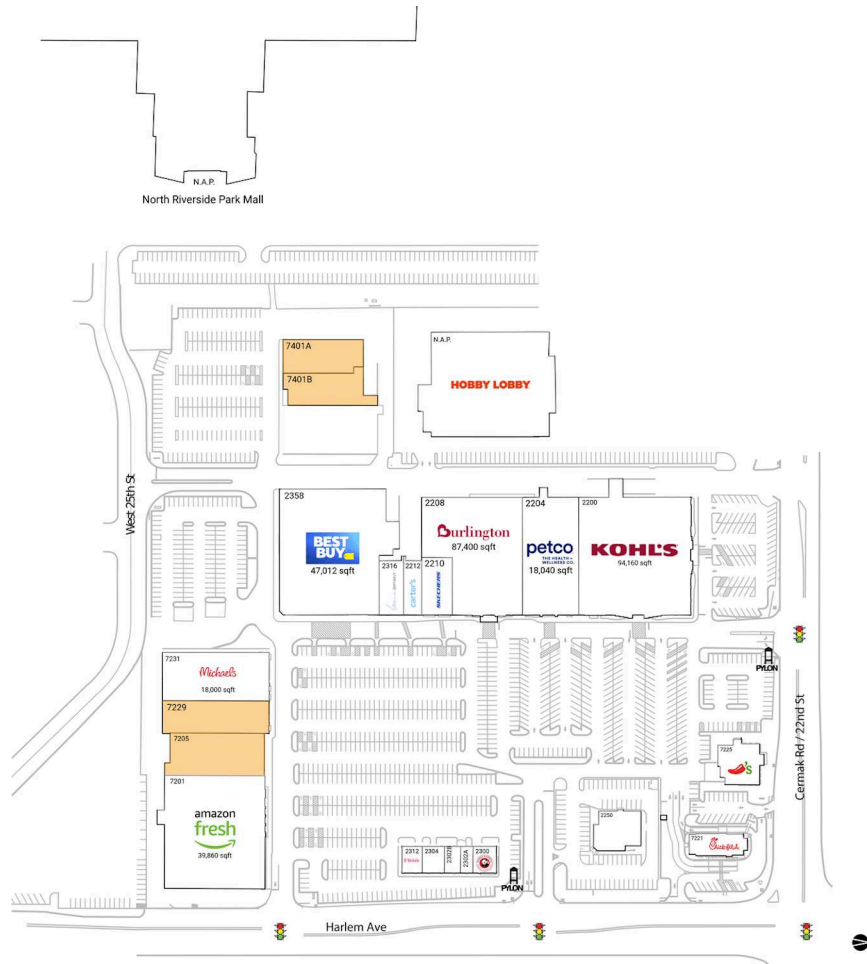 N.A.P.
North Riverside Park Mall
7401A
7401B
N.A.P.
HOBBY LOBBY
West 25th St
2358
BEST
BUY
47,012 sqft
2316
2212
carter's
2210
SKECHERS
2208
Burlington
87,400 sqft
2204
petco
THE HEALTH +
WELLNESS CO.
18,040 sqft
2200
KOHL'S
94,160 sqft
7231
Michaels
18,000 sqft
7229
7205
7201
amazon
fresh
39,860 sqft
PYLON
7225
's
Cermak Rd / 22nd St
2250
7221
Chick-fil-A
2312
2304
2302B
2302A
2300
PYLON
Harlem Ave